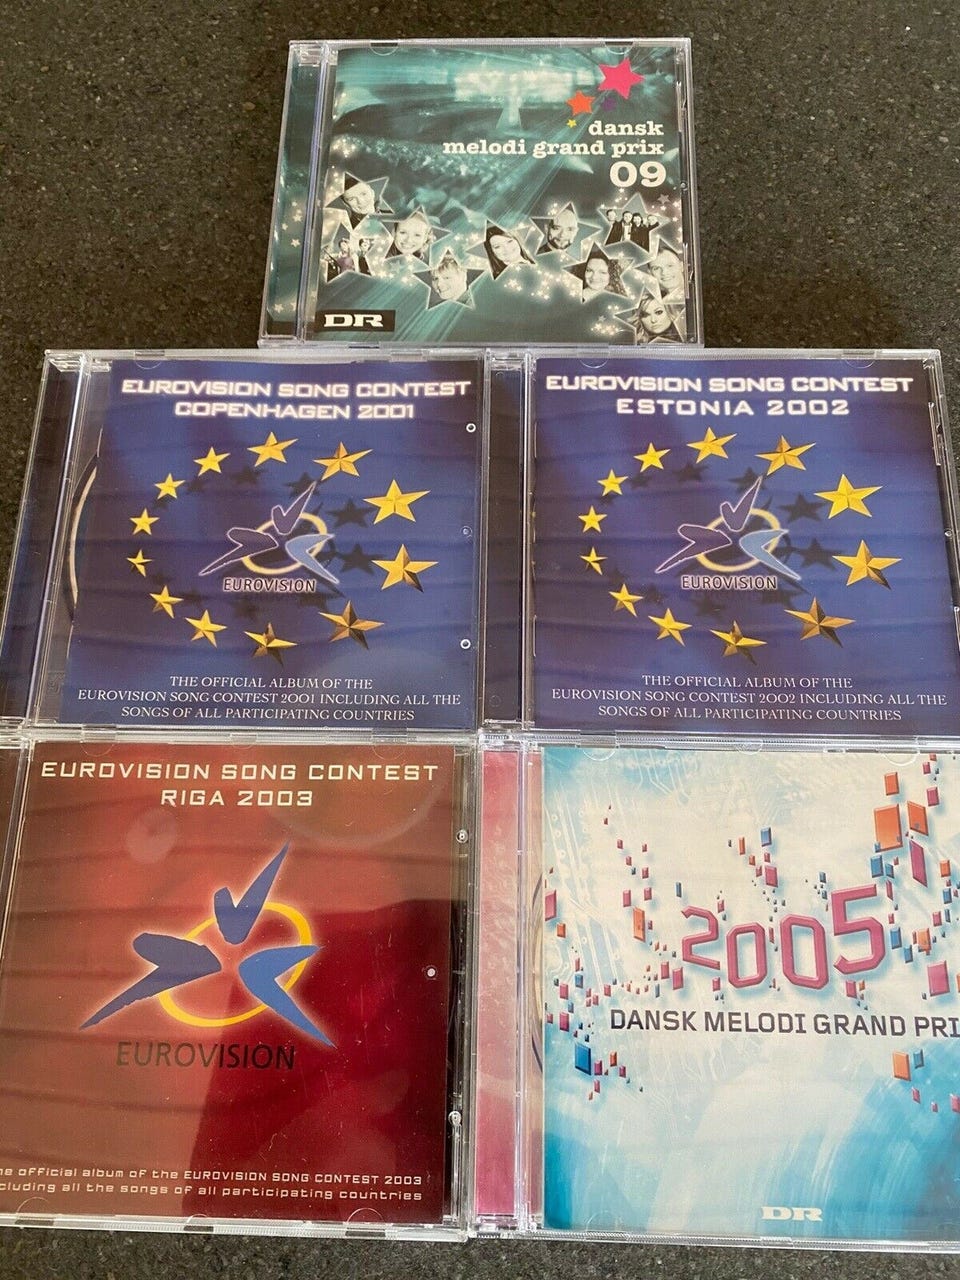 dansk
melodi grand prix
09
DR
EUROVISION SONG CONTEST
COPENHAGEN 2001
EUROVISION
THE OFFICIAL ALBUM OF THE
EUROVISION SONG CONTEST 2001 INCLUDING ALL THE
SONGS OF ALL PARTICIPATING COUNTRIES
EUROVISION SONG CONTEST
ESTONIA 2002
EUROVISION
THE OFFICIAL ALBUM OF THE
EUROVISION SONG CONTEST 2002 INCLUDING ALL THE
SONGS OF ALL PARTICIPATING COUNTRIES
EUROVISION SONG CONTEST
RIGA 2003
EUROVISION
he official album of the EUROVISION SONG CONTEST 2003
cluding all the songs of all participating countries
2005
DANSK MELODI GRAND PRI
DR